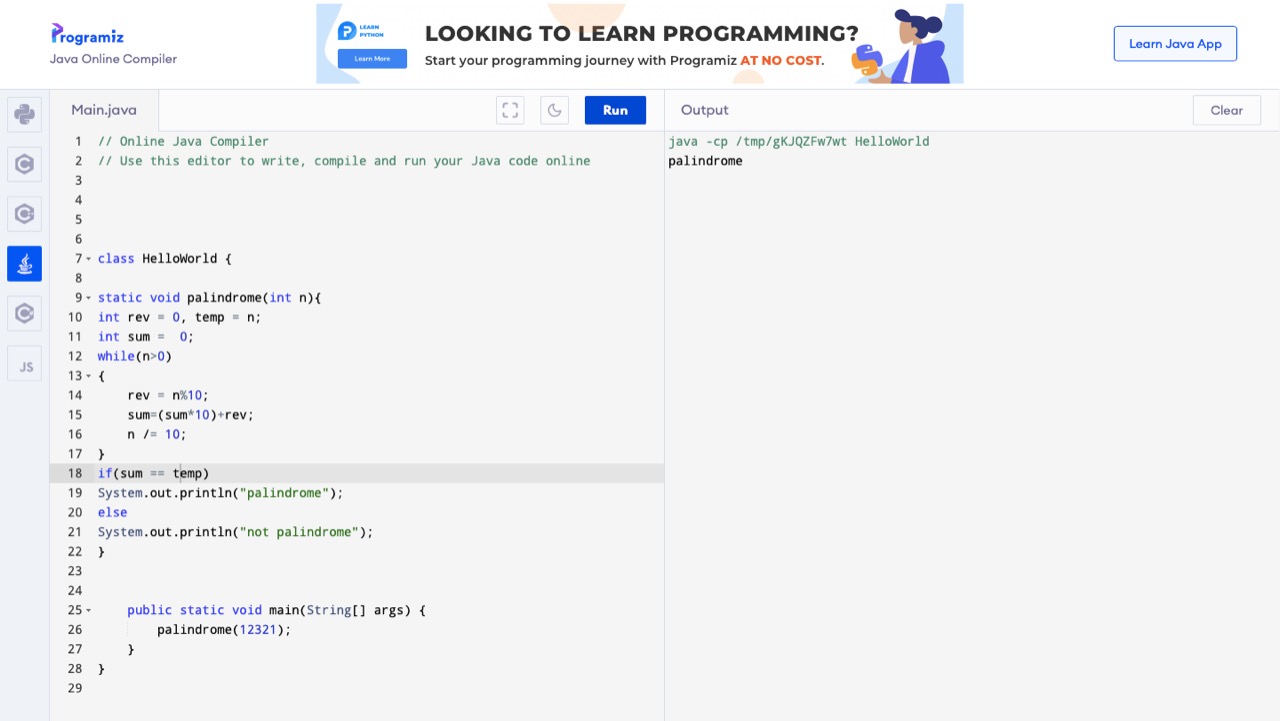 Programiz
Java Online Compiler
LEARN
PYTHON
Learn More
LOOKING TO LEARN PROGRAMMING?
Start your programming journey with Programiz AT NO COST.
Learn Java App
Main.java
Run
Output
Clear
JS
1 // Online Java Compiler
2 // Use this editor to write, compile and run your Java code online
3
4
5
6
7 class HelloWorld {
8
9 static void palindrome(int n){
10 int rev = 0, temp = n;
11 int sum =  0;
12 while(n>0)
13 {
14     rev = n%10;
15     sum=(sum*10)+rev;
16     n /= 10;
17 }
18 if(sum == temp)
19 System.out.println("palindrome");
20 else
21 System.out.println("not palindrome");
22 }
23
24
25     public static void main(String[] args) {
26         palindrome(12321);
27     }
28 }
29
java -cp /tmp/gKJQZFw7wt HelloWorld
palindrome